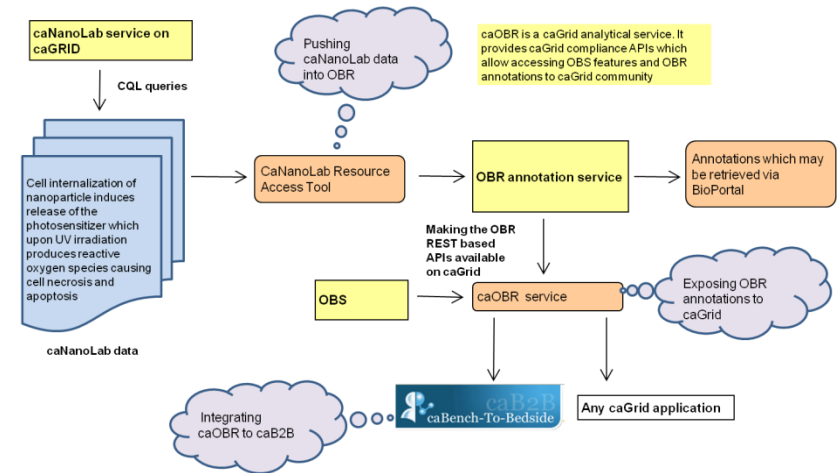 caNanoLab service on
caGRID
CQL queries
Pushing
caNanoLab data
into OBR
caOBR is a caGrid analytical service. It
provides caGrid compliance APIs which
allow accessing OBS features and OBR
annotations to caGrid community
Cell internalization of
nanoparticle induces
release of the
photosensitizer which
upon UV irradiation
produces reactive
oxygen species causing
cell necrosis and
apoptosis
caNanoLab data
CaNanoLab Resource
Access Tool
OBR annotation service
Annotations which may
be retrieved via
BioPortal
Making the OBR
REST based
APIs available
on caGrid
OBS
caOBR service
Exposing OBR
annotations to
caGrid
Integrating
caOBR to caB2B
caB2B
caBench-To-Bedside
Any caGrid application